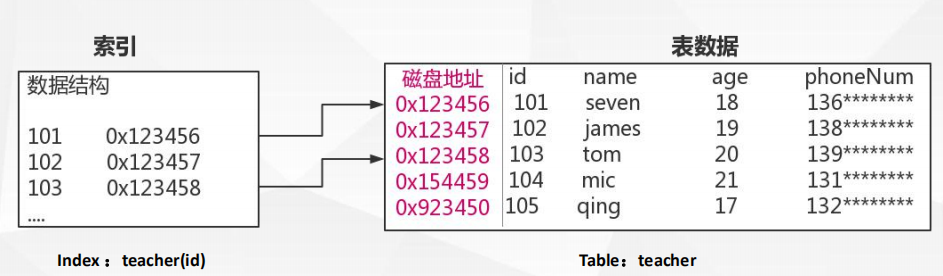 索引
数据结构
101 0x123456
102 0x123457
103 0x123458
....
Index： teacher(id)
表数据
磁盘地址 id name age phoneNum
0x123456 101 seven 18 136********
0x123457 102 james 19 138********
0x123458 103 tom 20 139********
0x154459 104 mic 21 131********
0x923450 105 qing 17 132********
Table：teacher